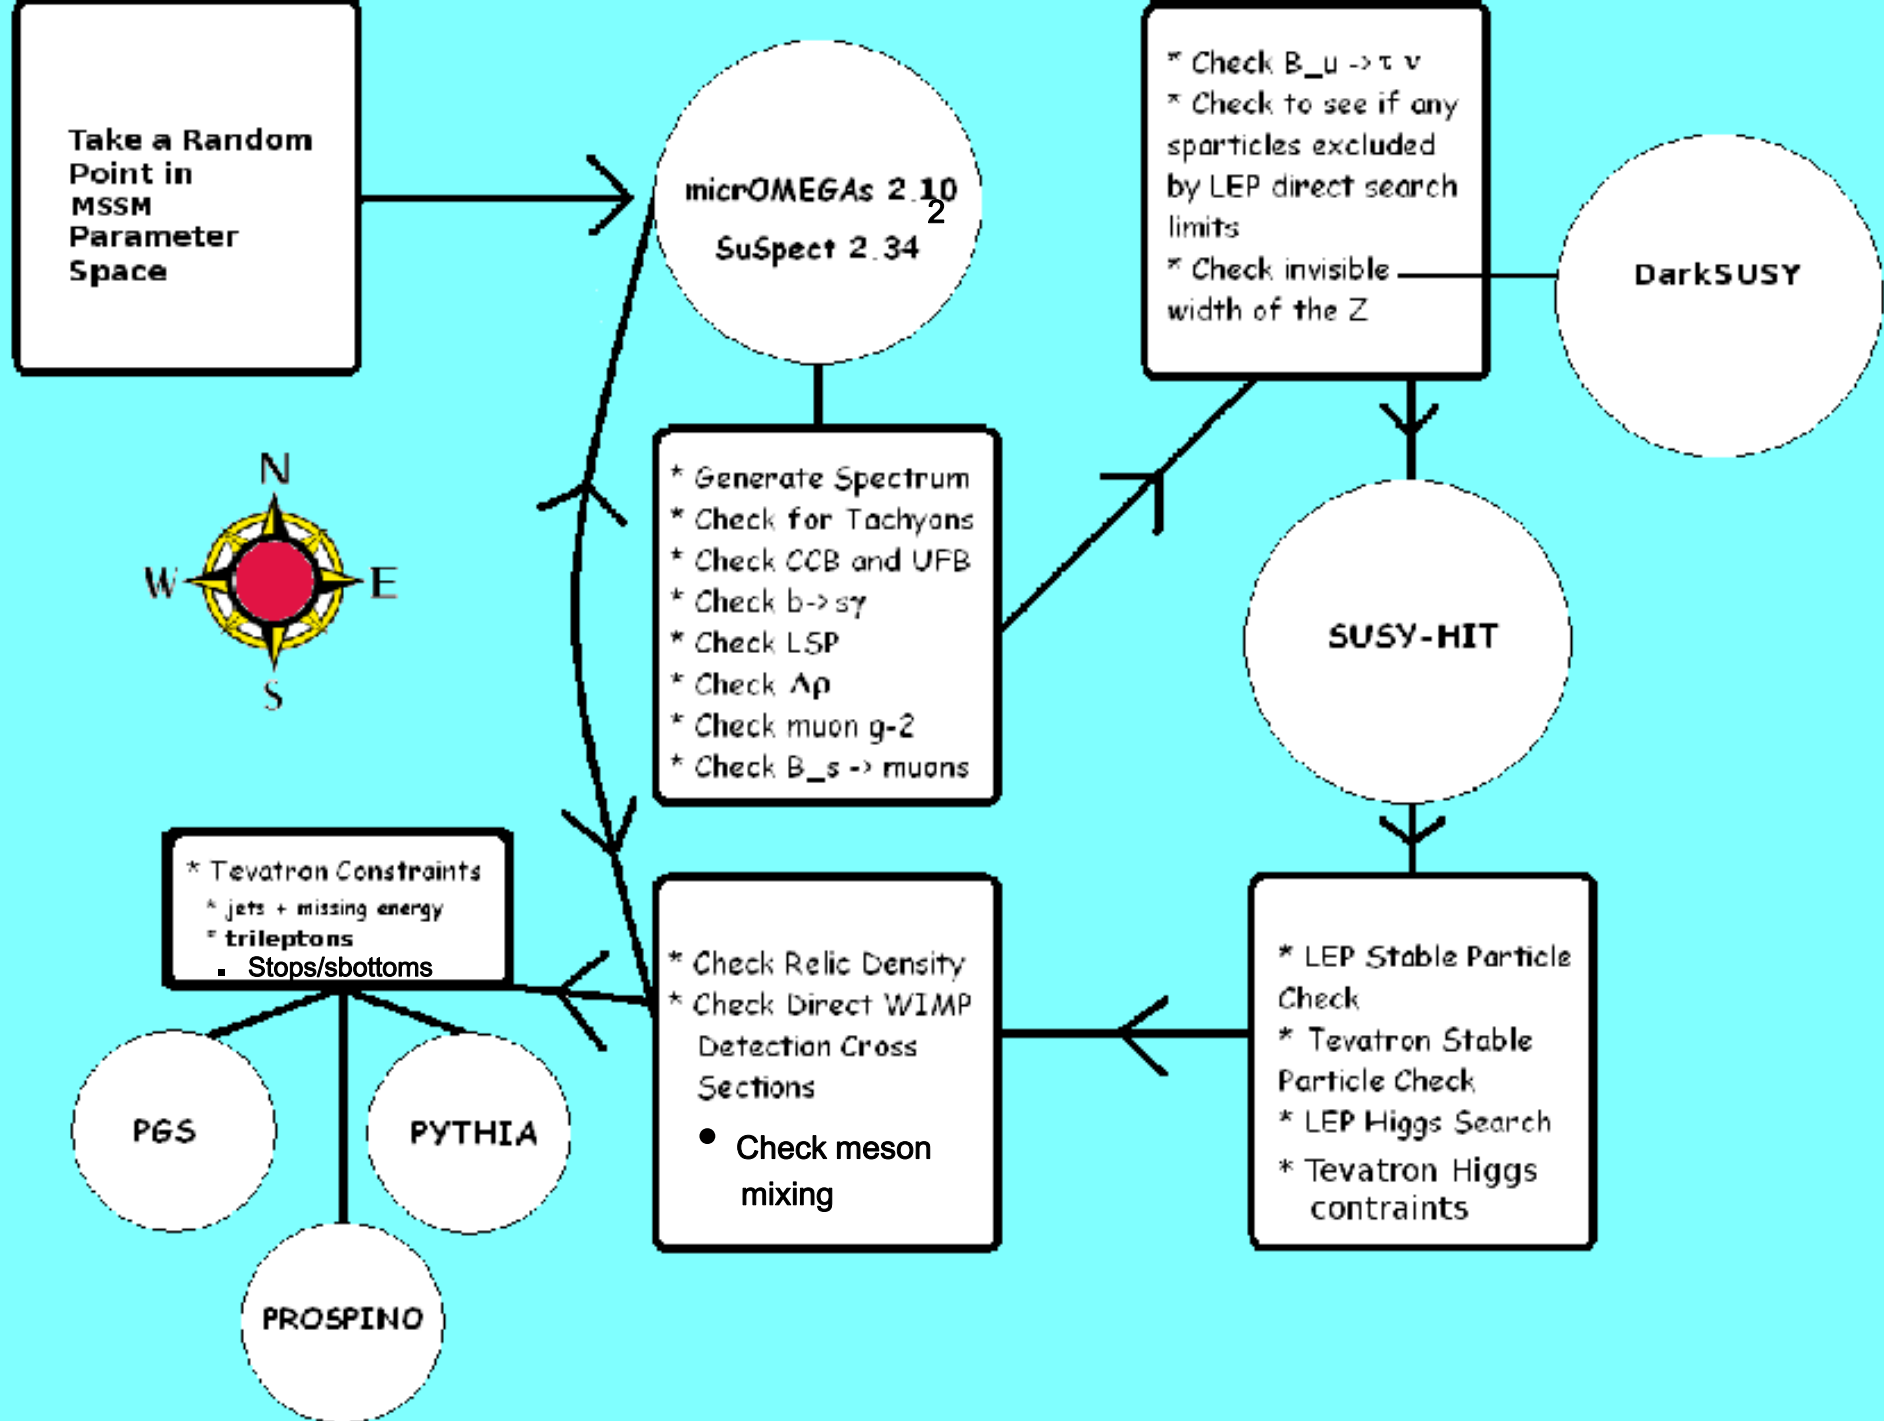 Take a Random
Point in
MSSM
Parameter
Space
micrOMEGAs 2.10
2
SuSpect 2.34
* Check B_u -> τ ν
* Check to see if any
sparticles excluded
by LEP direct search
limits
* Check invisible
width of the Z
DarkSUSY
N
W
E
S
* Generate Spectrum
* Check for Tachyons
* Check CCB and UFB
* Check b-> sγ
* Check LSP
* Check Δρ
* Check muon g-2
* Check B_s -> muons
SUSY-HIT
* Tevatron Constraints
* jets + missing energy
* trileptons
▪ Stops/sbottoms
* Check Relic Density
* Check Direct WIMP
Detection Cross
Sections
• Check meson
mixing
* LEP Stable Particle
Check
* Tevatron Stable
Particle Check
* LEP Higgs Search
* Tevatron Higgs
contraints
PGS
PYTHIA
PROSPINO